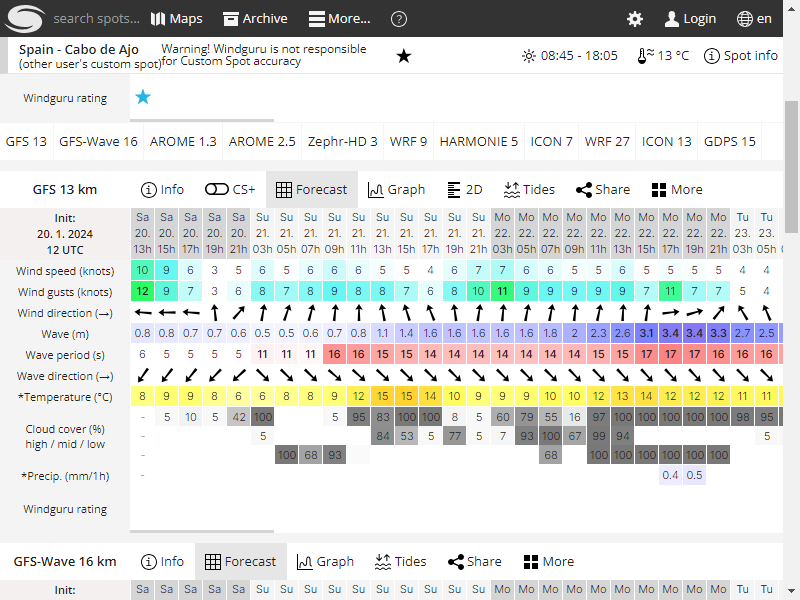 search spots... Maps Archive More... ? Login en
Spain - Cabo de Ajo
(other user's custom spot)
Warning! Windguru is not responsible
for Custom Spot accuracy
08:45 - 18:05 13 °C Spot info
Windguru rating
GFS 13 GFS-Wave 16 AROME 1.3 AROME 2.5 Zephr-HD 3 WRF 9 HARMONIE 5 ICON 7 WRF 27 ICON 13 GDPS 15
GFS 13 km Info CS+ Forecast Graph 2D Tides Share More
Init: Sa Sa Sa Sa Sa Su Su Su Su Su Su Su Su Su Su Mo Mo Mo Mo Mo Mo Mo Mo Mo Mo Tu Tu
20. 1. 2024 20. 20. 20. 20. 20. 21. 21. 21. 21. 21. 21. 21. 21. 21. 21. 22. 22. 22. 22. 22. 22. 22. 22. 22. 22. 23. 23.
12 UTC 13h 15h 17h 19h 21h 03h 05h 07h 09h 11h 13h 15h 17h 19h 21h 03h 05h 07h 09h 11h 13h 15h 17h 19h 21h 03h 05h
Wind speed (knots) 10 9 6 3 5 6 5 6 6 6 5 5 4 6 7 7 6 6 5 6 6 5 5 5 5 4 4
Wind gusts (knots) 12 9 7 3 6 8 7 8 9 8 8 7 6 8 10 11 9 9 9 9 9 7 11 7 7 5 4
Wind direction (→)
Wave (m) 0.8 0.8 0.7 0.7 0.6 0.5 0.5 0.6 0.7 0.8 1.1 1.4 1.6 1.6 1.6 1.6 1.6 1.8 2 2.3 2.6 3.1 3.4 3.4 3.3 2.7 2.5
Wave period (s) 6 5 5 5 5 11 11 11 16 16 15 15 14 14 14 14 14 14 14 15 15 17 17 17 16 16 16
Wave direction (→)
*Temperature (°C) 8 9 9 8 6 6 8 8 9 12 15 15 14 10 9 9 9 10 10 12 13 14 12 12 12 11 11
- 5 10 5 42 100 5 95 83 100 100 8 5 60 79 55 16 97 100 100 100 100 100 98 95
Cloud cover (%)
- 5 84 53 5 77 5 7 93 100 67 99 94 5
high / mid / low
- 100 68 93 68 100 100 100 100 100 100
*Precip. (mm/1h) - 0.4 0.5
Windguru rating
GFS-Wave 16 km Info Forecast Graph Tides Share More
Init: Sa Sa Sa Sa Sa Su Su Su Su Su Su Su Su Su Su Mo Mo Mo Mo Mo Mo Mo Mo Mo Mo Tu Tu